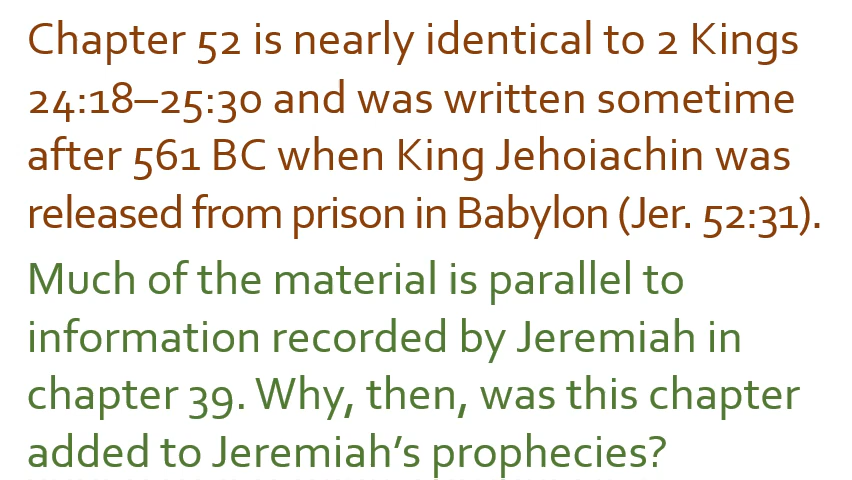 Chapter 52 is nearly identical to 2 Kings
24:18–25:30 and was written sometime
after 561 BC when King Jehoiachin was
released from prison in Babylon (Jer. 52:31).
Much of the material is parallel to
information recorded by Jeremiah in
chapter 39. Why, then, was this chapter
added to Jeremiah’s prophecies?